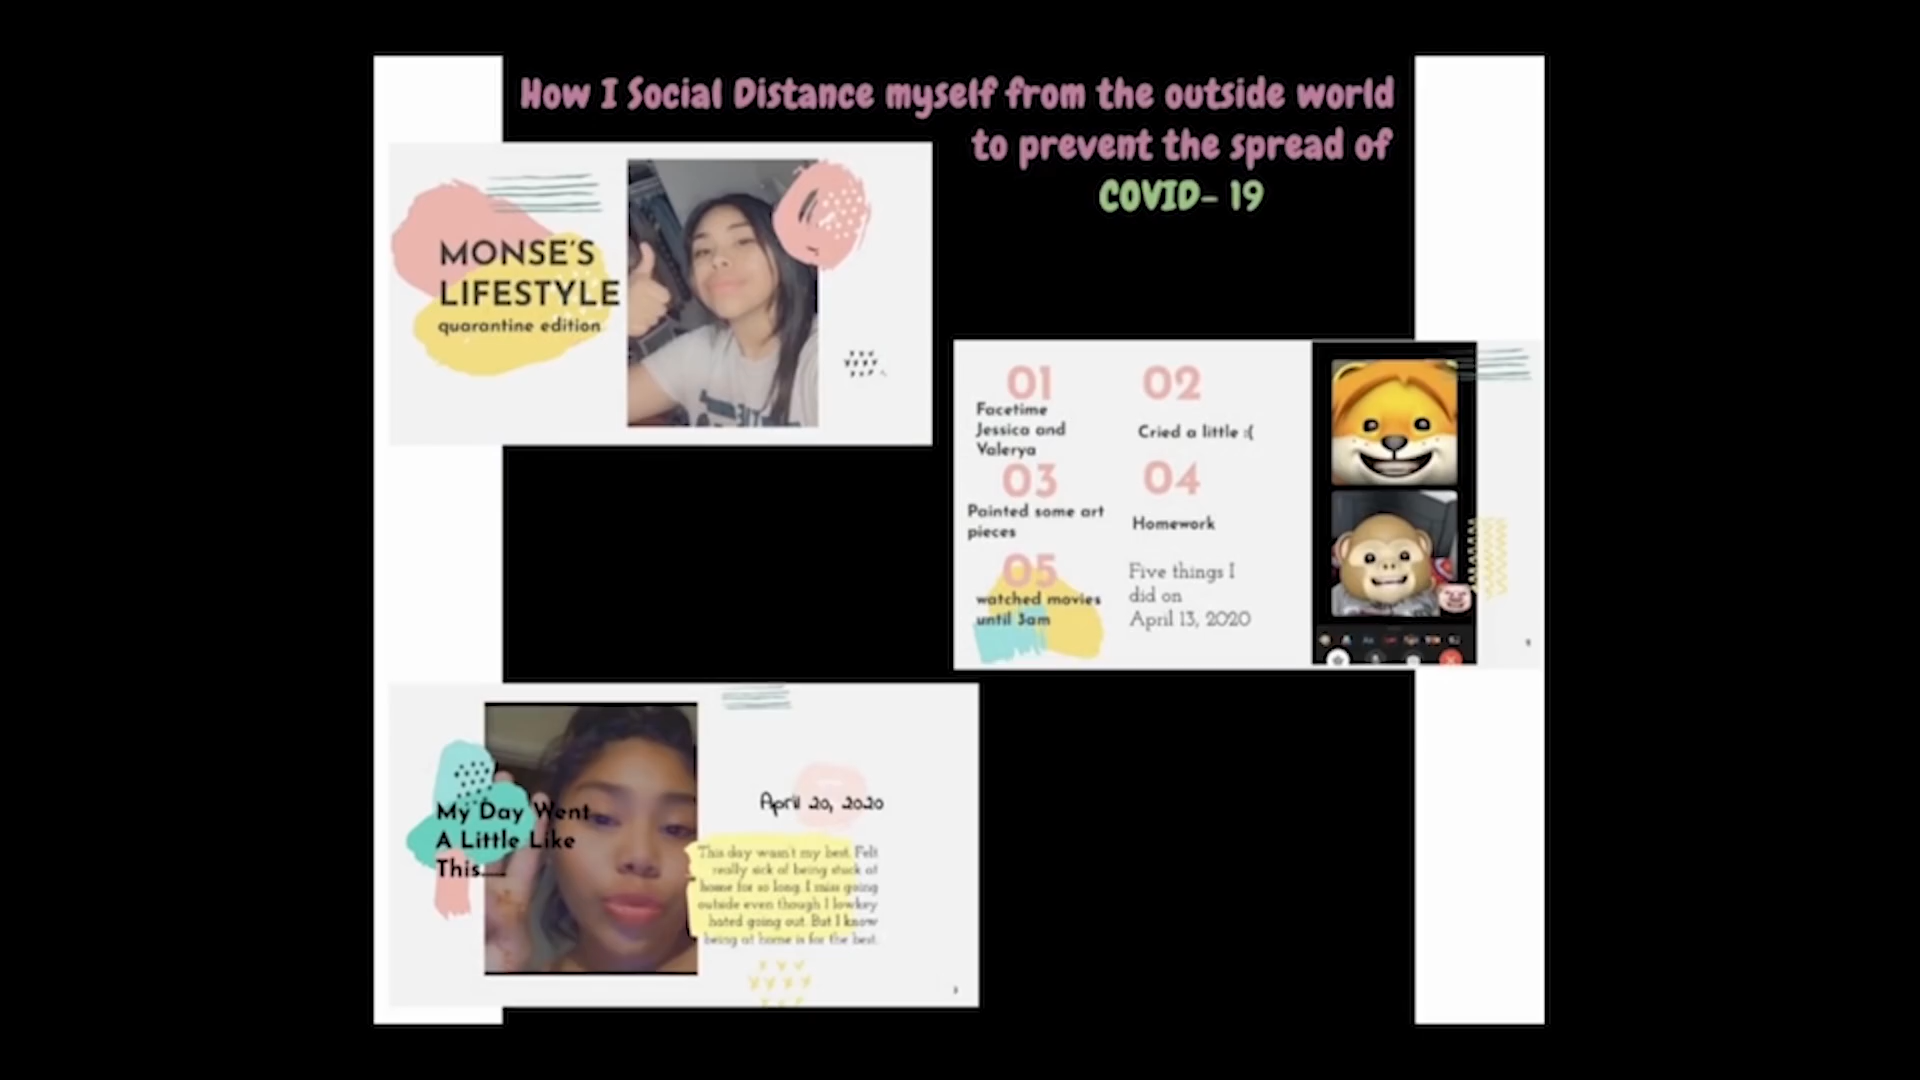 How I Social Distance myself from the outside world
to prevent the spread of
COVID- 19
MONSE'S
LIFESTYLE
quarantine edition
01
Facetime
Jessica and
Valerya
02
Cried a little :(
03
Painted some art
pieces
04
Homework
05
watched movies
until 3am
Five things I
did on
April 13, 2020
My Day Went
A Little Like
This......
April 20, 2020
This day wasn't my best. Felt
really sick of being stuck at
home for so long. I miss going
outside even though I lowkey
hated going out. But I know
being at home is for the best.